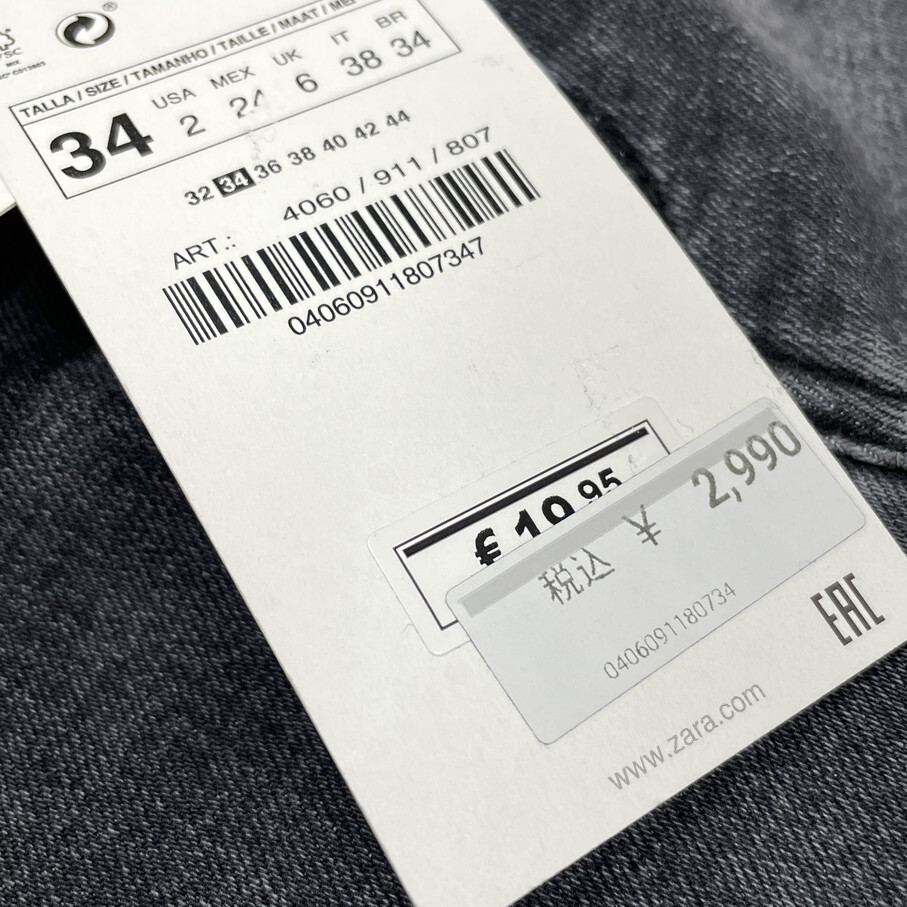 ®
FSC
MIX
TALLA / SIZE / TAMANHO / TAILLE / MAAT /
USA MEX UK IT BR
34 2 24 6 38 34
32 34 36 38 40 42 44
ART.: 4060 / 911 / 807
04060911807347
€ 19.95
税込 ¥ 2,990
0406091180734
EAC
www.zara.com